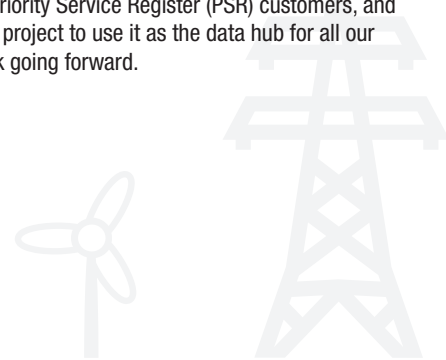 Priority Service Register (PSR) customers, and
project to use it as the data hub for all our
going forward.